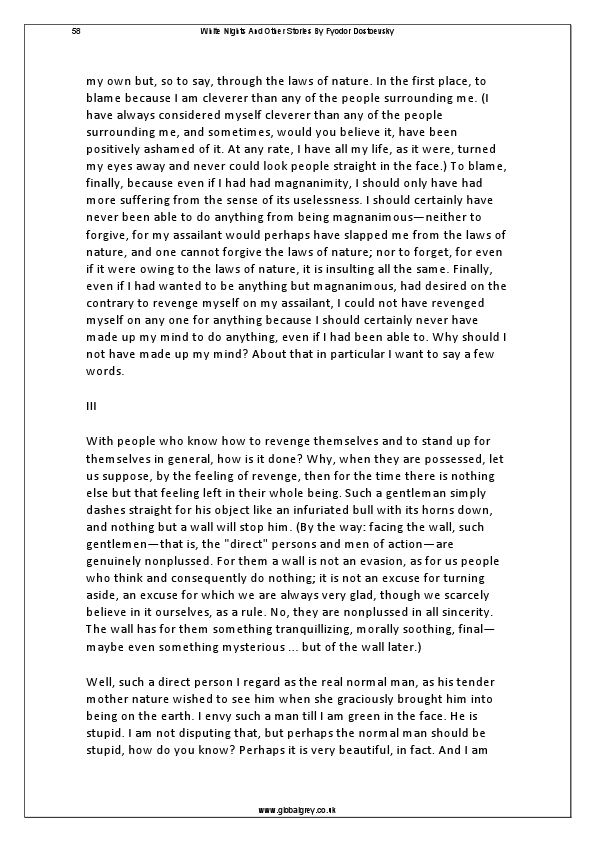 58
White Nights And Other Stories By Fyodor Dostoevsky
my own but, so to say, through the laws of nature. In the first place, to
blame because I am cleverer than any of the people surrounding me. (I
have always considered myself cleverer than any of the people
surrounding me, and sometimes, would you believe it, have been
positively ashamed of it. At any rate, I have all my life, as it were, turned
my eyes away and never could look people straight in the face.) To blame,
finally, because even if I had had magnanimity, I should only have had
more suffering from the sense of its uselessness. I should certainly have
never been able to do anything from being magnanimous—neither to
forgive, for my assailant would perhaps have slapped me from the laws of
nature, and one cannot forgive the laws of nature; nor to forget, for even
if it were owing to the laws of nature, it is insulting all the same. Finally,
even if I had wanted to be anything but magnanimous, had desired on the
contrary to revenge myself on my assailant, I could not have revenged
myself on any one for anything because I should certainly never have
made up my mind to do anything, even if I had been able to. Why should I
not have made up my mind? About that in particular I want to say a few
words.
III
With people who know how to revenge themselves and to stand up for
themselves in general, how is it done? Why, when they are possessed, let
us suppose, by the feeling of revenge, then for the time there is nothing
else but that feeling left in their whole being. Such a gentleman simply
dashes straight for his object like an infuriated bull with its horns down,
and nothing but a wall will stop him. (By the way: facing the wall, such
gentlemen—that is, the "direct" persons and men of action—are
genuinely nonplussed. For them a wall is not an evasion, as for us people
who think and consequently do nothing; it is not an excuse for turning
aside, an excuse for which we are always very glad, though we scarcely
believe in it ourselves, as a rule. No, they are nonplussed in all sincerity.
The wall has for them something tranquillizing, morally soothing, final—
maybe even something mysterious ... but of the wall later.)
Well, such a direct person I regard as the real normal man, as his tender
mother nature wished to see him when she graciously brought him into
being on the earth. I envy such a man till I am green in the face. He is
stupid. I am not disputing that, but perhaps the normal man should be
stupid, how do you know? Perhaps it is very beautiful, in fact. And I am
www.globalgrey.co.uk